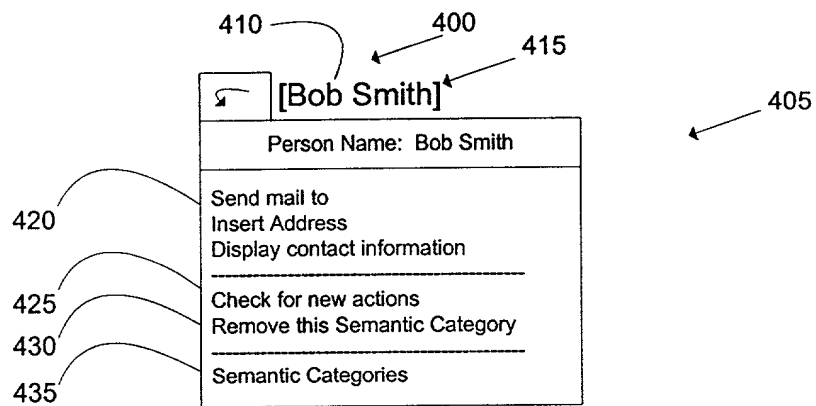 410
400
415
[Bob Smith]
405
Person Name: Bob Smith
Send mail to
420
Insert Address
Display contact information
----------------------------------------
425
Check for new actions
430
Remove this Semantic Category
----------------------------------------
435
Semantic Categories